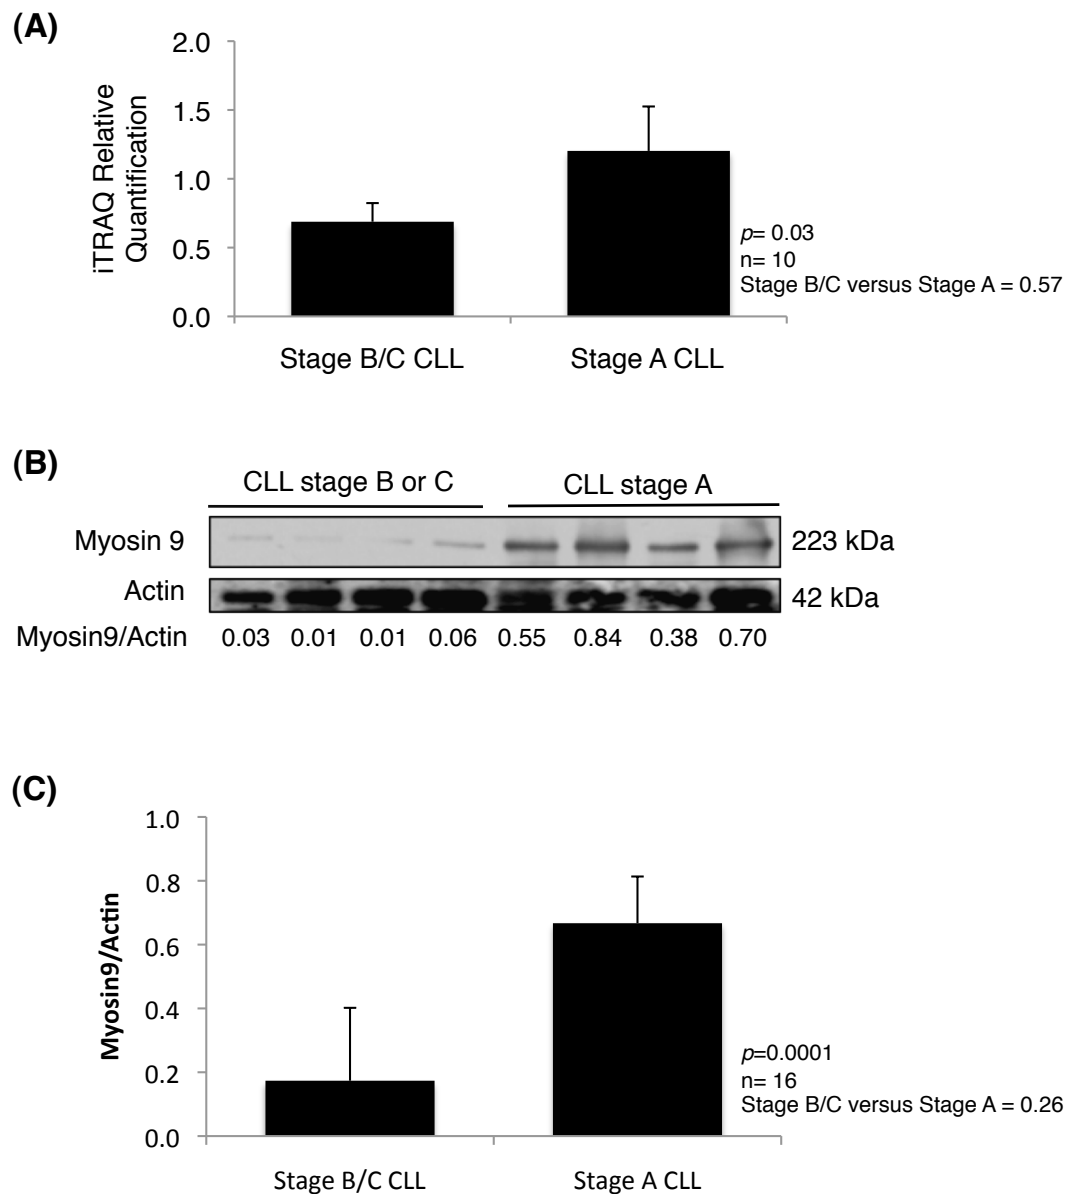 (A)
2.0
1.5
1.0
0.5
0.0
iTRAQ Relative
Quantification
p= 0.03
n= 10
Stage B/C versus Stage A = 0.57
Stage B/C CLL
Stage A CLL
(B)
CLL stage B or C
CLL stage A
Myosin 9
223 kDa
Actin
42 kDa
Myosin9/Actin 0.03 0.01 0.01 0.06 0.55 0.84 0.38 0.70
(C)
1.0
0.8
0.6
0.4
0.2
0.0
Myosin9/Actin
p=0.0001
n= 16
Stage B/C versus Stage A = 0.26
Stage B/C CLL
Stage A CLL